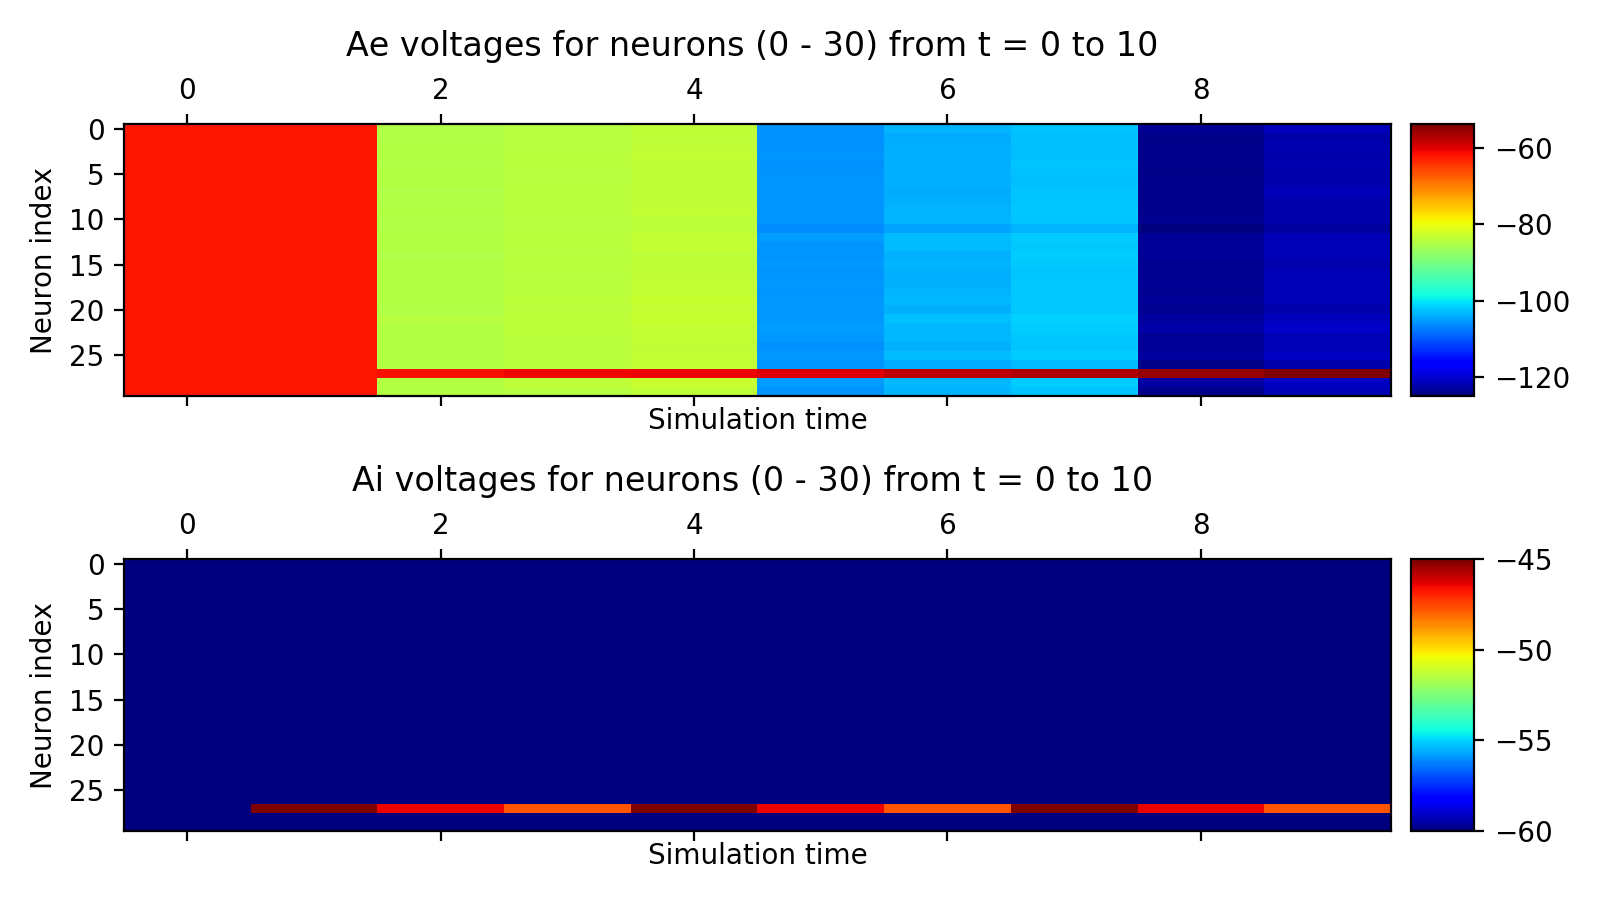 Ae voltages for neurons (0 - 30) from t = 0 to 10
0 2 4 6 8
Neuron index
0
5
10
15
20
25
−60
−80
−100
−120
Simulation time
Ai voltages for neurons (0 - 30) from t = 0 to 10
0 2 4 6 8
Neuron index
0
5
10
15
20
25
−45
−50
−55
−60
Simulation time